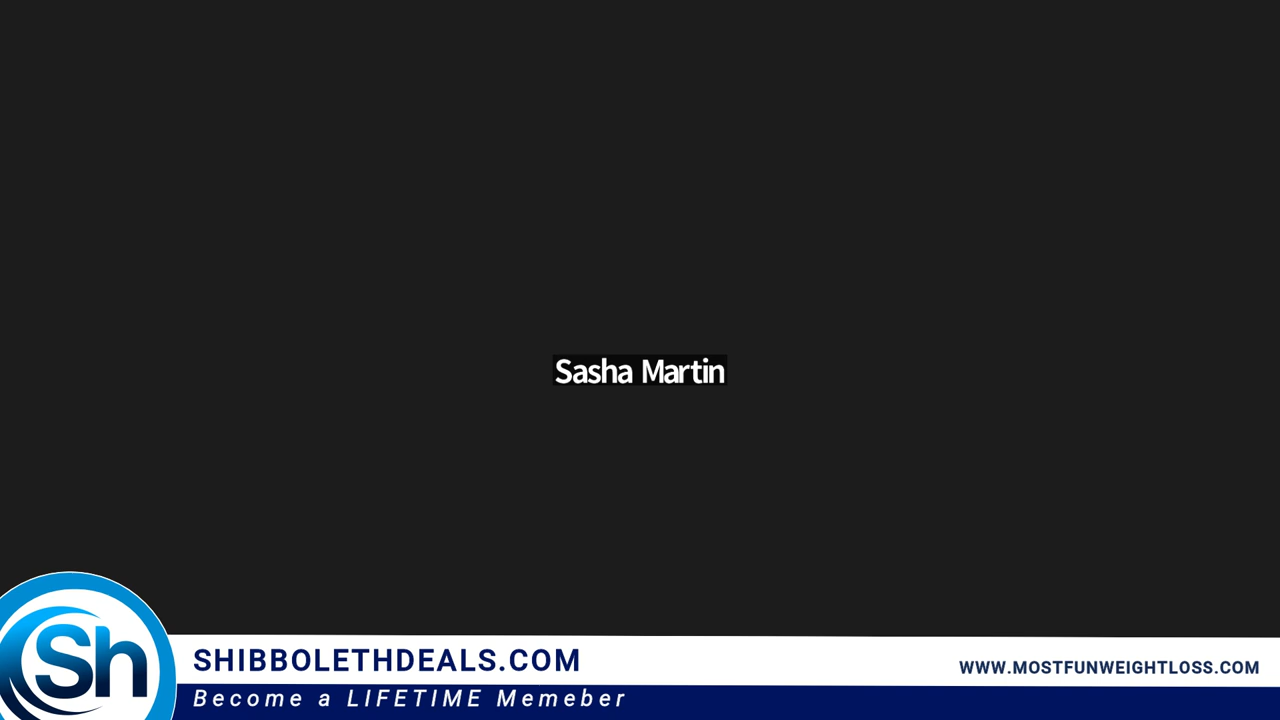 Sasha Martin
Sh
SHIBBOLETHDEALS.COM
WWW.MOSTFUNWEIGHTLOSS.COM
Become a LIFETIME Memeber